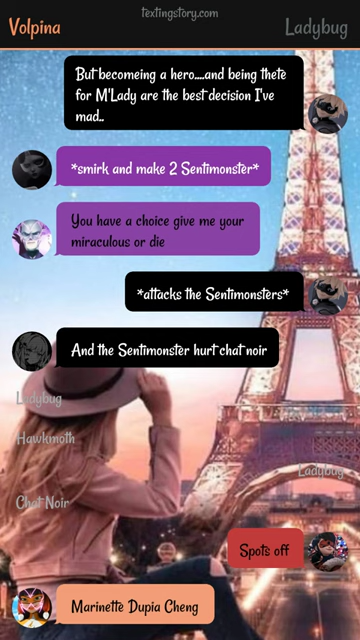 textingstory.com
Volpina
Ladybug
But becomeing a hero....and being thete
for M'Lady are the best decision I've
mad..
*smirk and make 2 Sentimonster*
You have a choice give me your
miraculous or die
*attacks the Sentimonsters*
And the Sentimonster hurt chat noir
Ladybug
Hawkmoth
Ladybug
Chat Noir
Spots off
Marinette Dupia Cheng